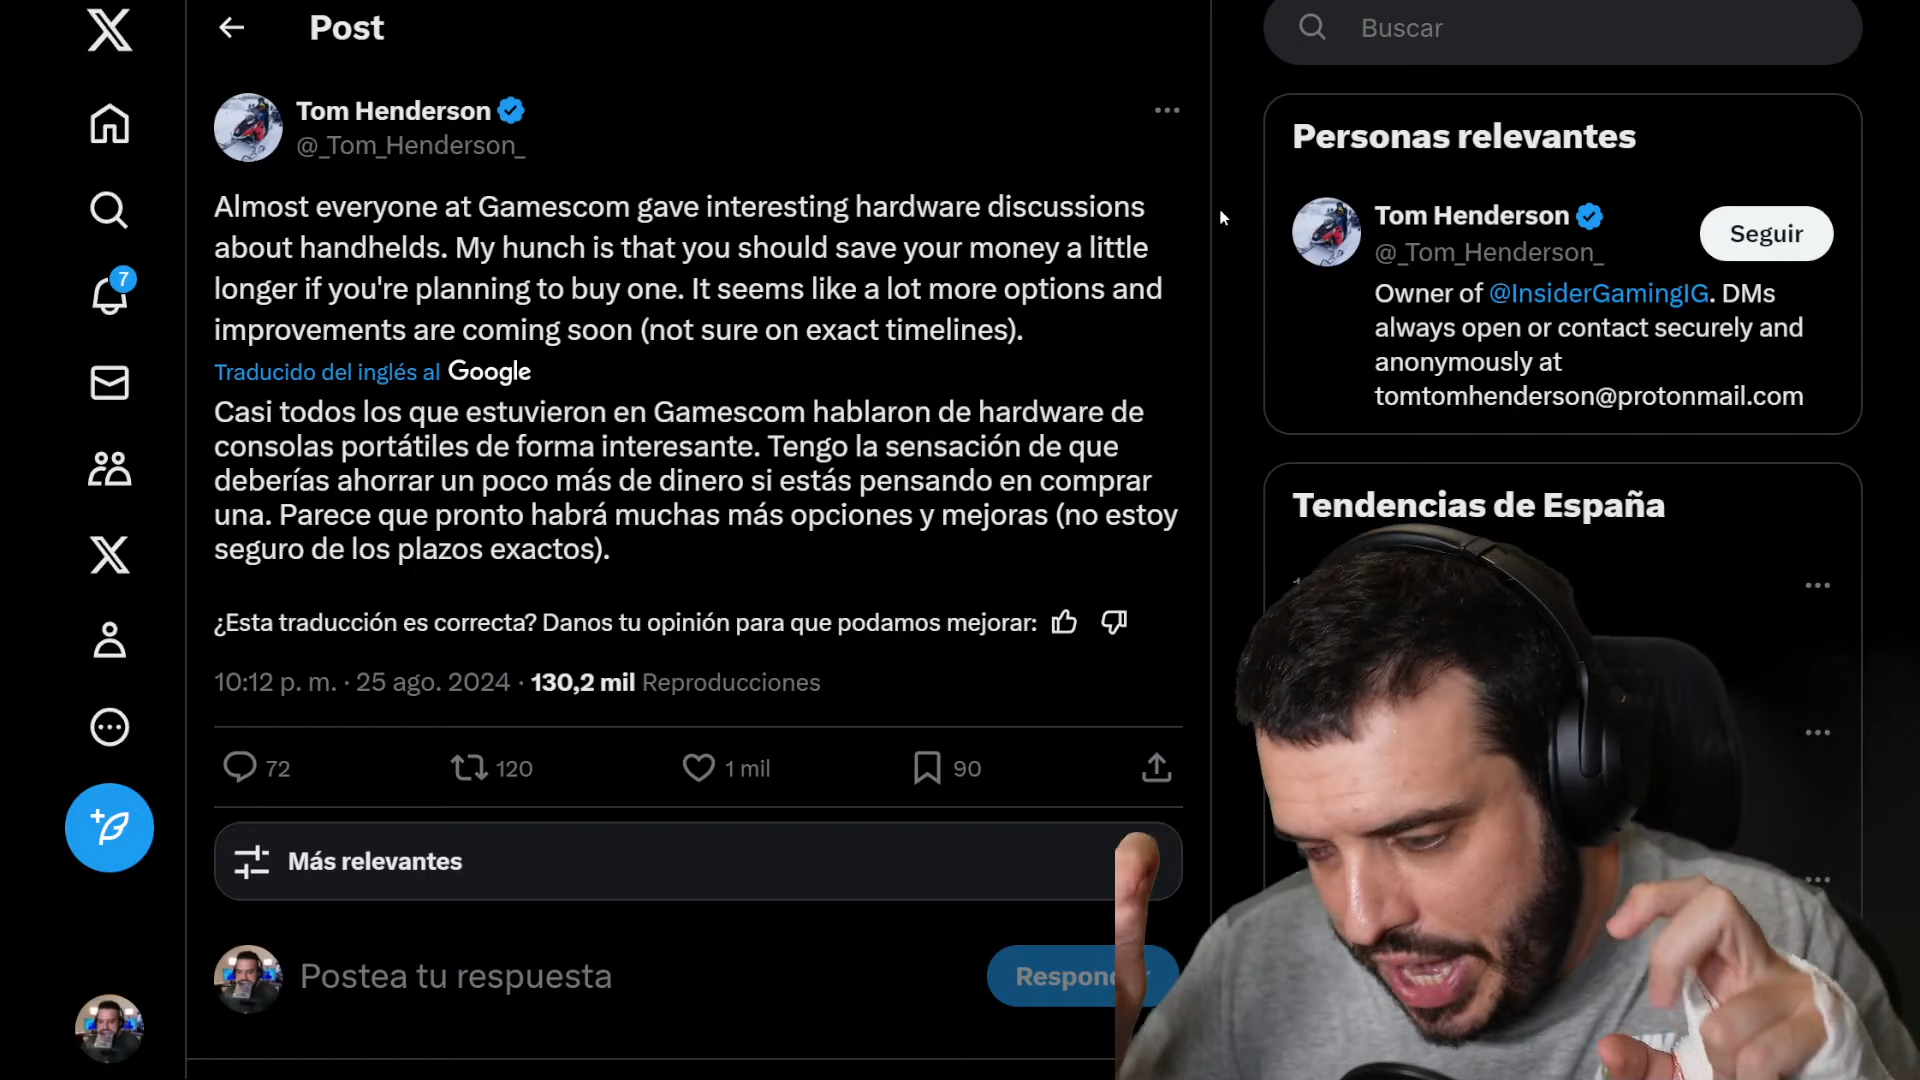 Post
Buscar
Tom Henderson
@_Tom_Henderson_
Almost everyone at Gamescom gave interesting hardware discussions
about handhelds. My hunch is that you should save your money a little
longer if you're planning to buy one. It seems like a lot more options and
improvements are coming soon (not sure on exact timelines).
Traducido del inglés al Google
Casi todos los que estuvieron en Gamescom hablaron de hardware de
consolas portátiles de forma interesante. Tengo la sensación de que
deberías ahorrar un poco más de dinero si estás pensando en comprar
una. Parece que pronto habrá muchas más opciones y mejoras (no estoy
seguro de los plazos exactos).
¿Esta traducción es correcta? Danos tu opinión para que podamos mejorar:
10:12 p. m. · 25 ago. 2024 · 130,2 mil Reproducciones
72 120 1 mil 90
Más relevantes
Postea tu respuesta
7
Personas relevantes
Tom Henderson
@_Tom_Henderson_
Seguir
Owner of @InsiderGamingIG. DMs
always open or contact securely and
anonymously at
tomtomhenderson@protonmail.com
Tendencias de España